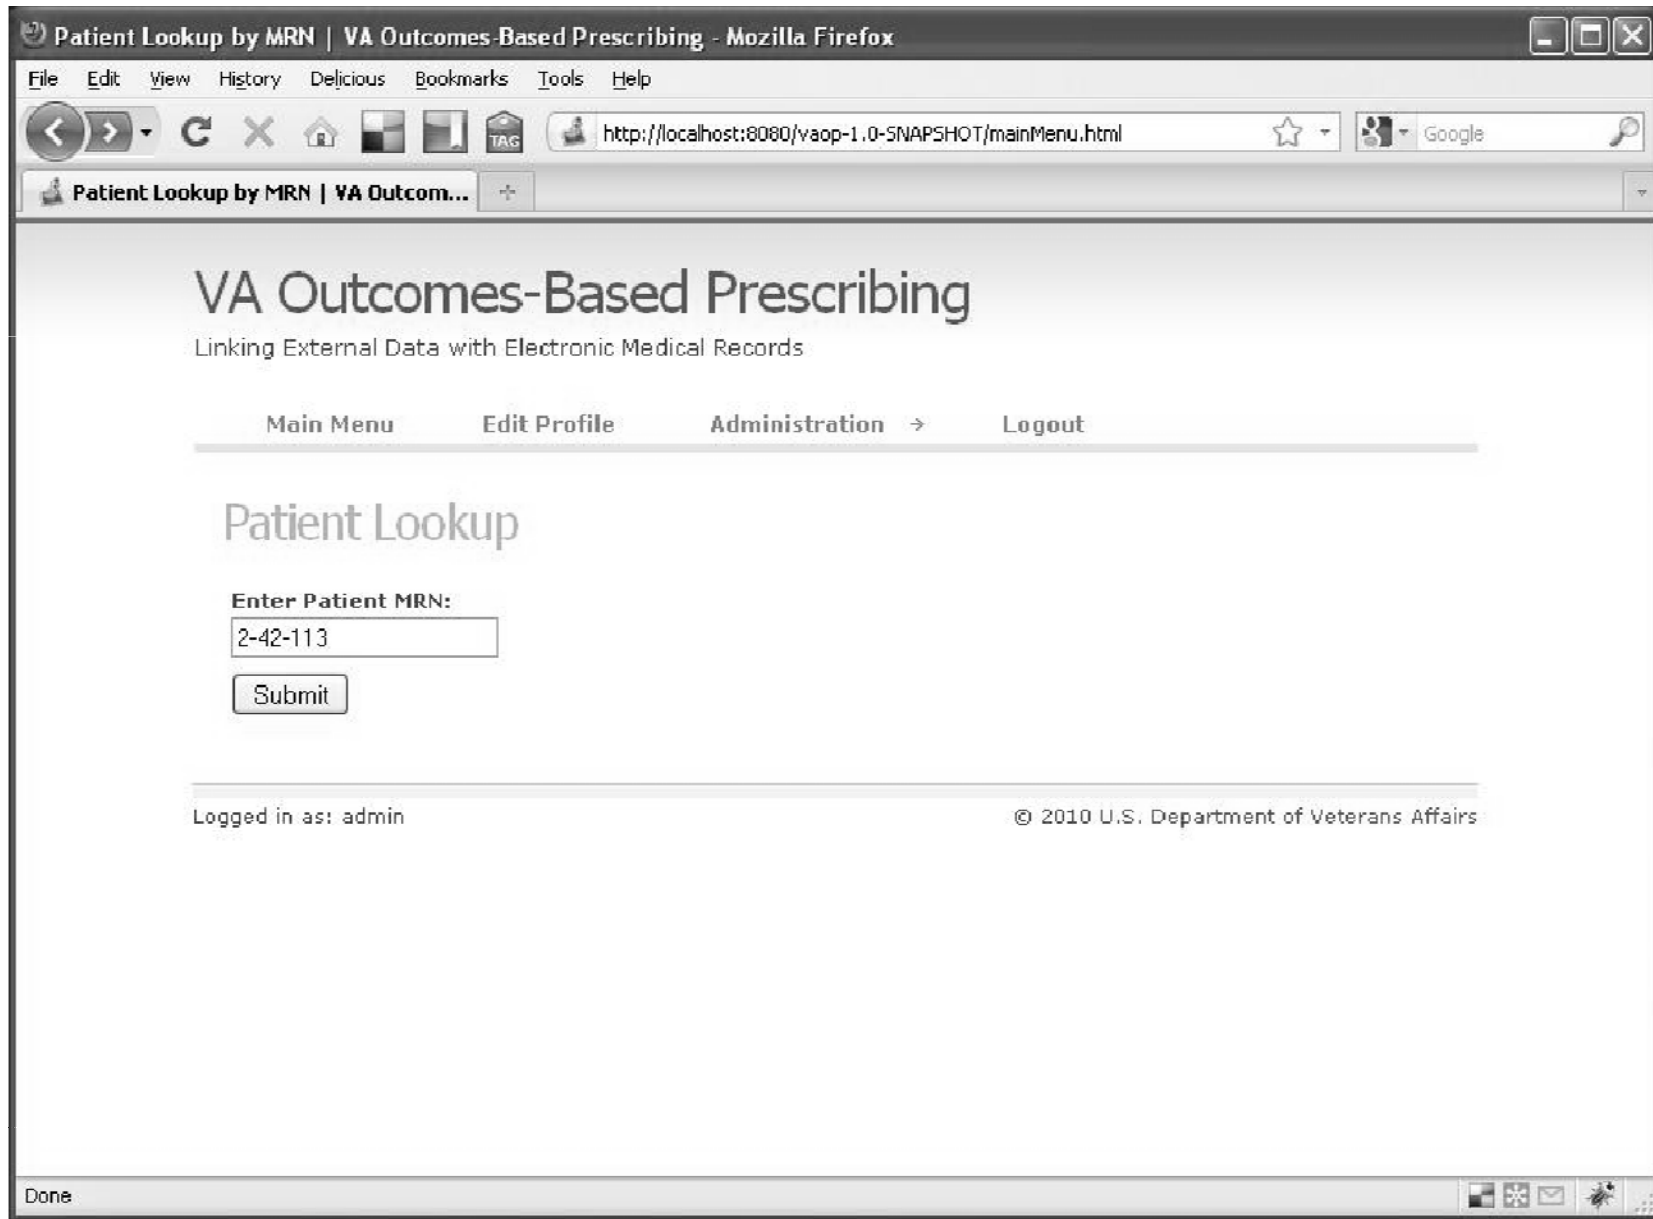 Patient Lookup by MRN | VA Outcomes-Based Prescribing - Mozilla Firefox
File Edit View History Delicious Bookmarks Tools Help
TAG http://localhost:8080/vaop-1.0-SNAPSHOT/mainMenu.html Google
Patient Lookup by MRN | VA Outcom...
VA Outcomes-Based Prescribing
Linking External Data with Electronic Medical Records
Main Menu Edit Profile Administration → Logout
Patient Lookup
Enter Patient MRN:
2-42-113
Submit
Logged in as: admin © 2010 U.S. Department of Veterans Affairs
Done